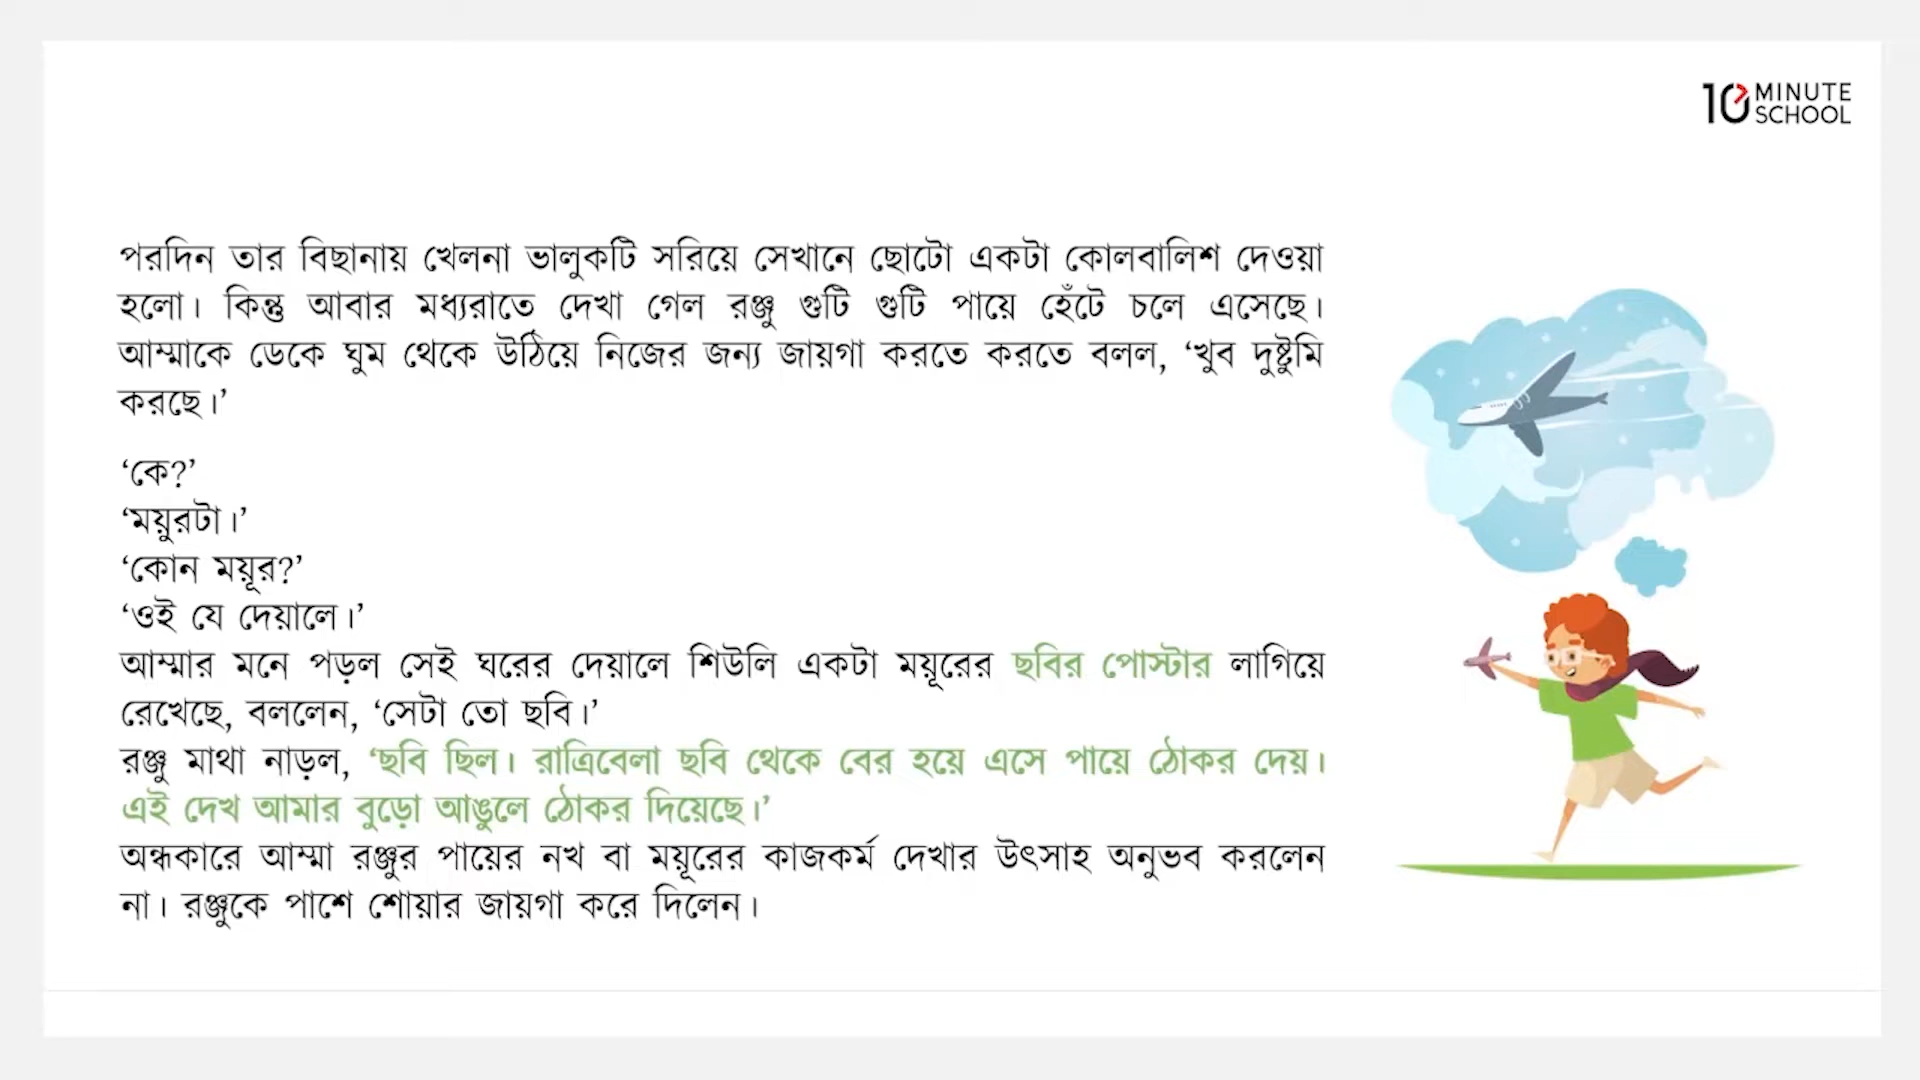 10 MINUTE
SCHOOL
পরদিন তার বিছানায় খেলনা ভালুকটি সরিয়ে সেখানে ছোটো একটা কোলবালিশ দেওয়া
হলো। কিন্তু আবার মধ্যরাতে দেখা গেল রঞ্জু গুটি গুটি পায়ে হেঁটে চলে এসেছে।
আম্মাকে ডেকে ঘুম থেকে উঠিয়ে নিজের জন্য জায়গা করতে করতে বলল, ‘খুব দুষ্টুমি
করছে।’
‘কে?’
‘ময়ুরটা।’
‘কোন ময়ূর?’
‘ওই যে দেয়ালে।’
আম্মার মনে পড়ল সেই ঘরের দেয়ালে শিউলি একটা ময়ূরের ছবির পোস্টার লাগিয়ে
রেখেছে, বললেন, ‘সেটা তো ছবি।’
রঞ্জু মাথা নাড়ল, ‘ছবি ছিল। রাত্রিবেলা ছবি থেকে বের হয়ে এসে পায়ে ঠোকর দেয়।
এই দেখ আমার বুড়ো আঙুলে ঠোকর দিয়েছে।’
অন্ধকারে আম্মা রঞ্জুর পায়ের নখ বা ময়ূরের কাজকর্ম দেখার উৎসাহ অনুভব করলেন
না। রঞ্জুকে পাশে শোয়ার জায়গা করে দিলেন।